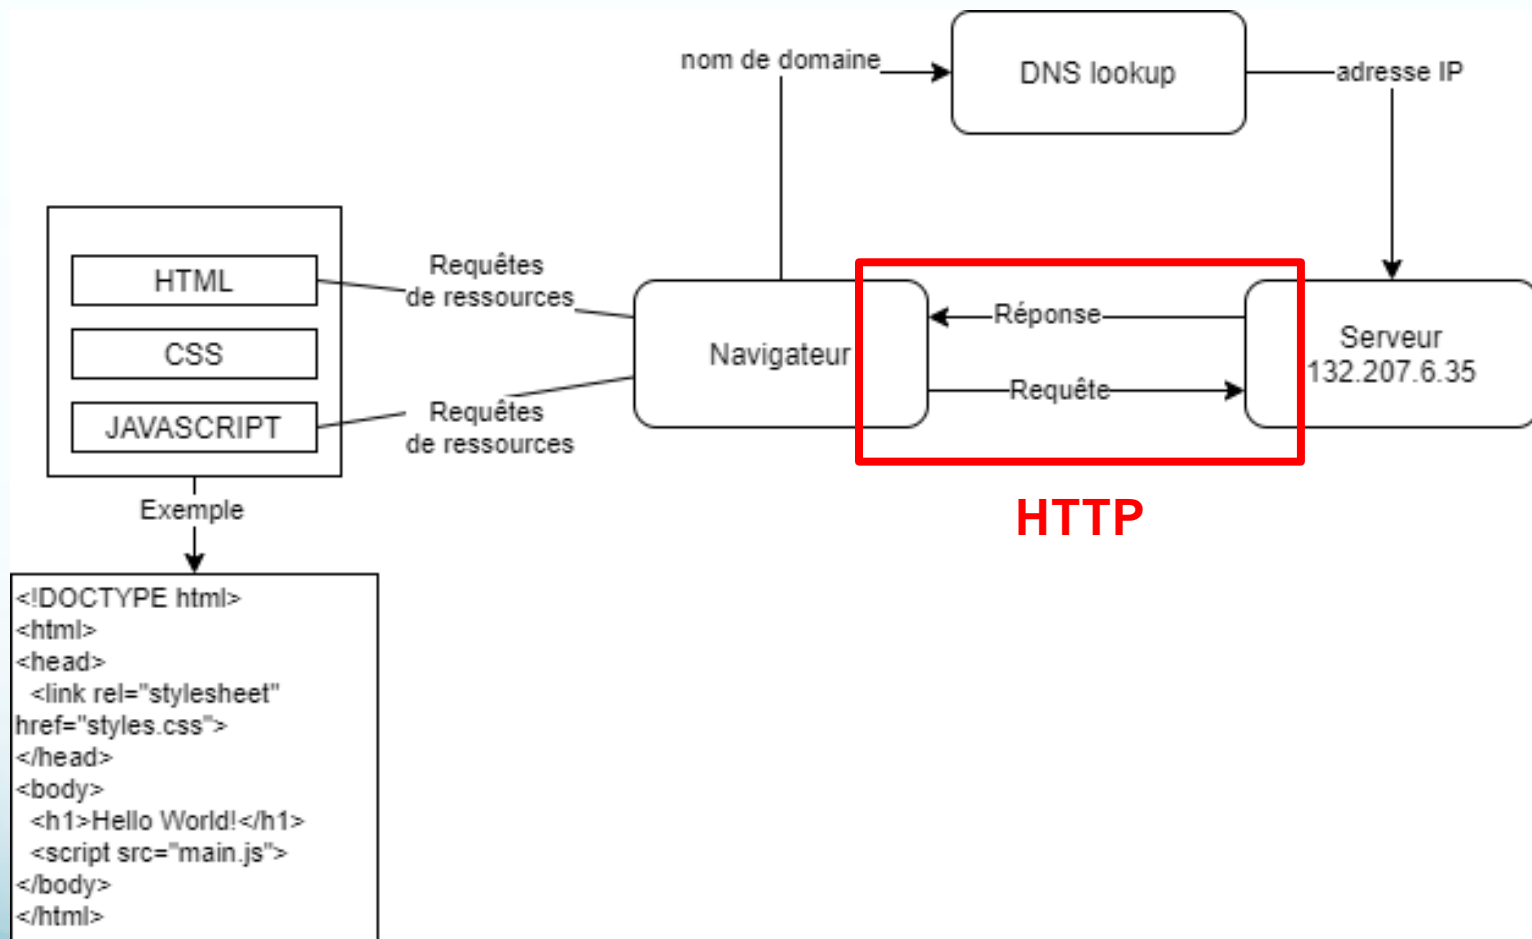 nom de domaine
DNS lookup
adresse IP
HTML
CSS
JAVASCRIPT
Requêtes
de ressources
Requêtes
de ressources
Navigateur
Réponse
Requête
Serveur
132.207.6.35
HTTP
Exemple
<!DOCTYPE html>
<html>
<head>
<link rel="stylesheet"
href="styles.css">
</head>
<body>
<h1>Hello World!</h1>
<script src="main.js">
</body>
</html>